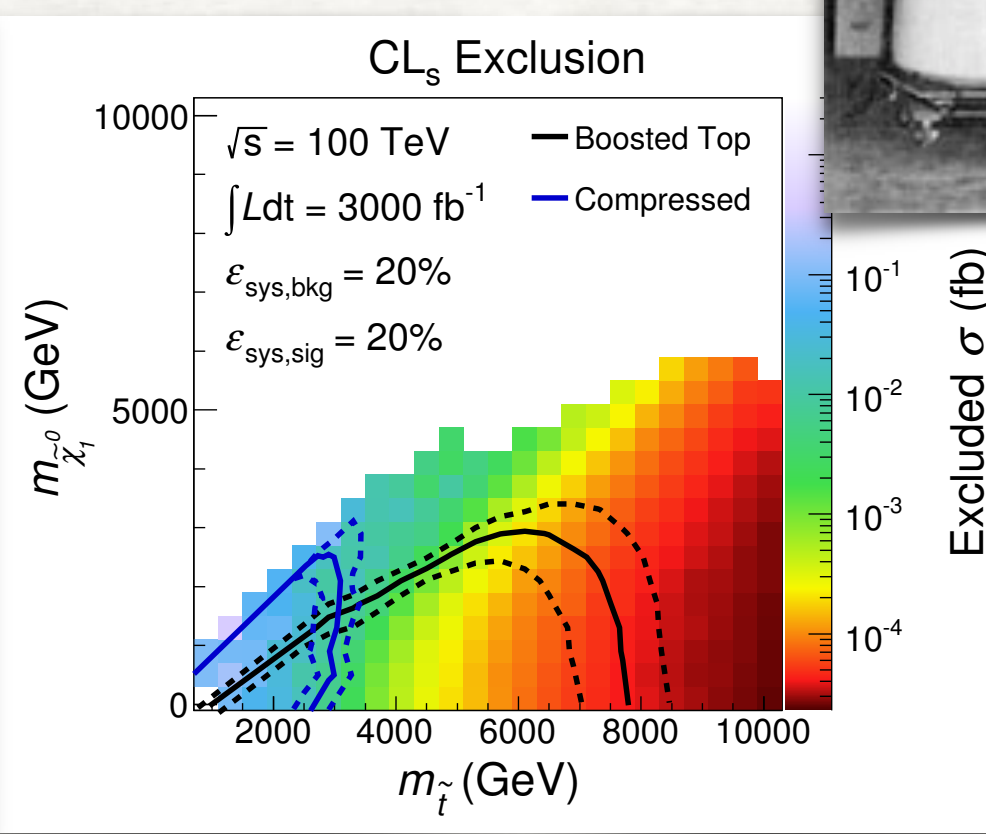 CLs Exclusion
√s = 100 TeV
∫Ldt = 3000 fb⁻¹
εsys,bkg = 20%
εsys,sig = 20%
Boosted Top
Compressed
10000
5000
0
mχ̃₁⁰ (GeV)
2000 4000 6000 8000 10000
mt̃ (GeV)
10⁻¹
10⁻²
10⁻³
10⁻⁴
Excluded σ (fb)